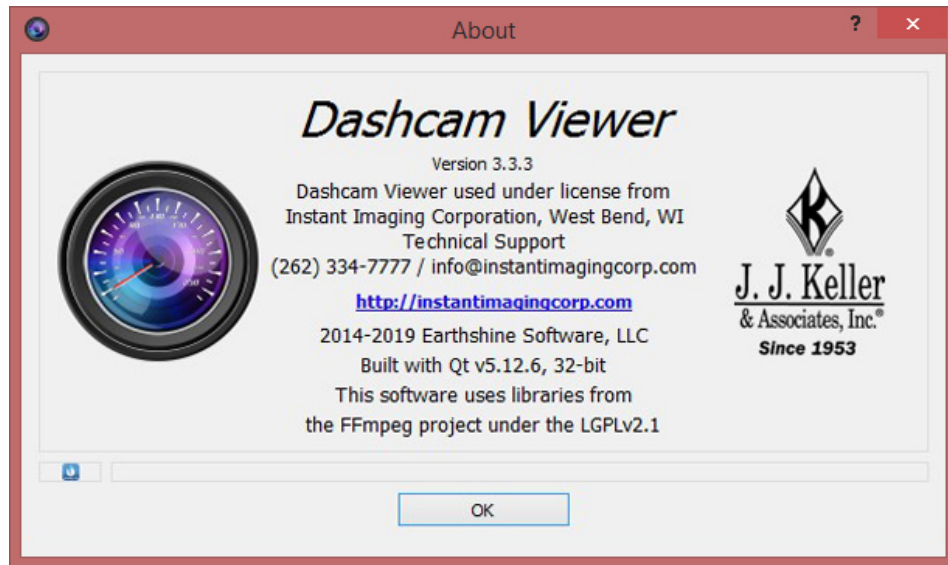 About
?
Dashcam Viewer
Version 3.3.3
Dashcam Viewer used under license from
Instant Imaging Corporation, West Bend, WI
Technical Support
(262) 334-7777 / info@instantimagingcorp.com
http://instantimagingcorp.com
2014-2019 Earthshine Software, LLC
Built with Qt v5.12.6, 32-bit
This software uses libraries from
the FFmpeg project under the LGPLv2.1
K
J. J. Keller
& Associates, Inc.®
Since 1953
OK